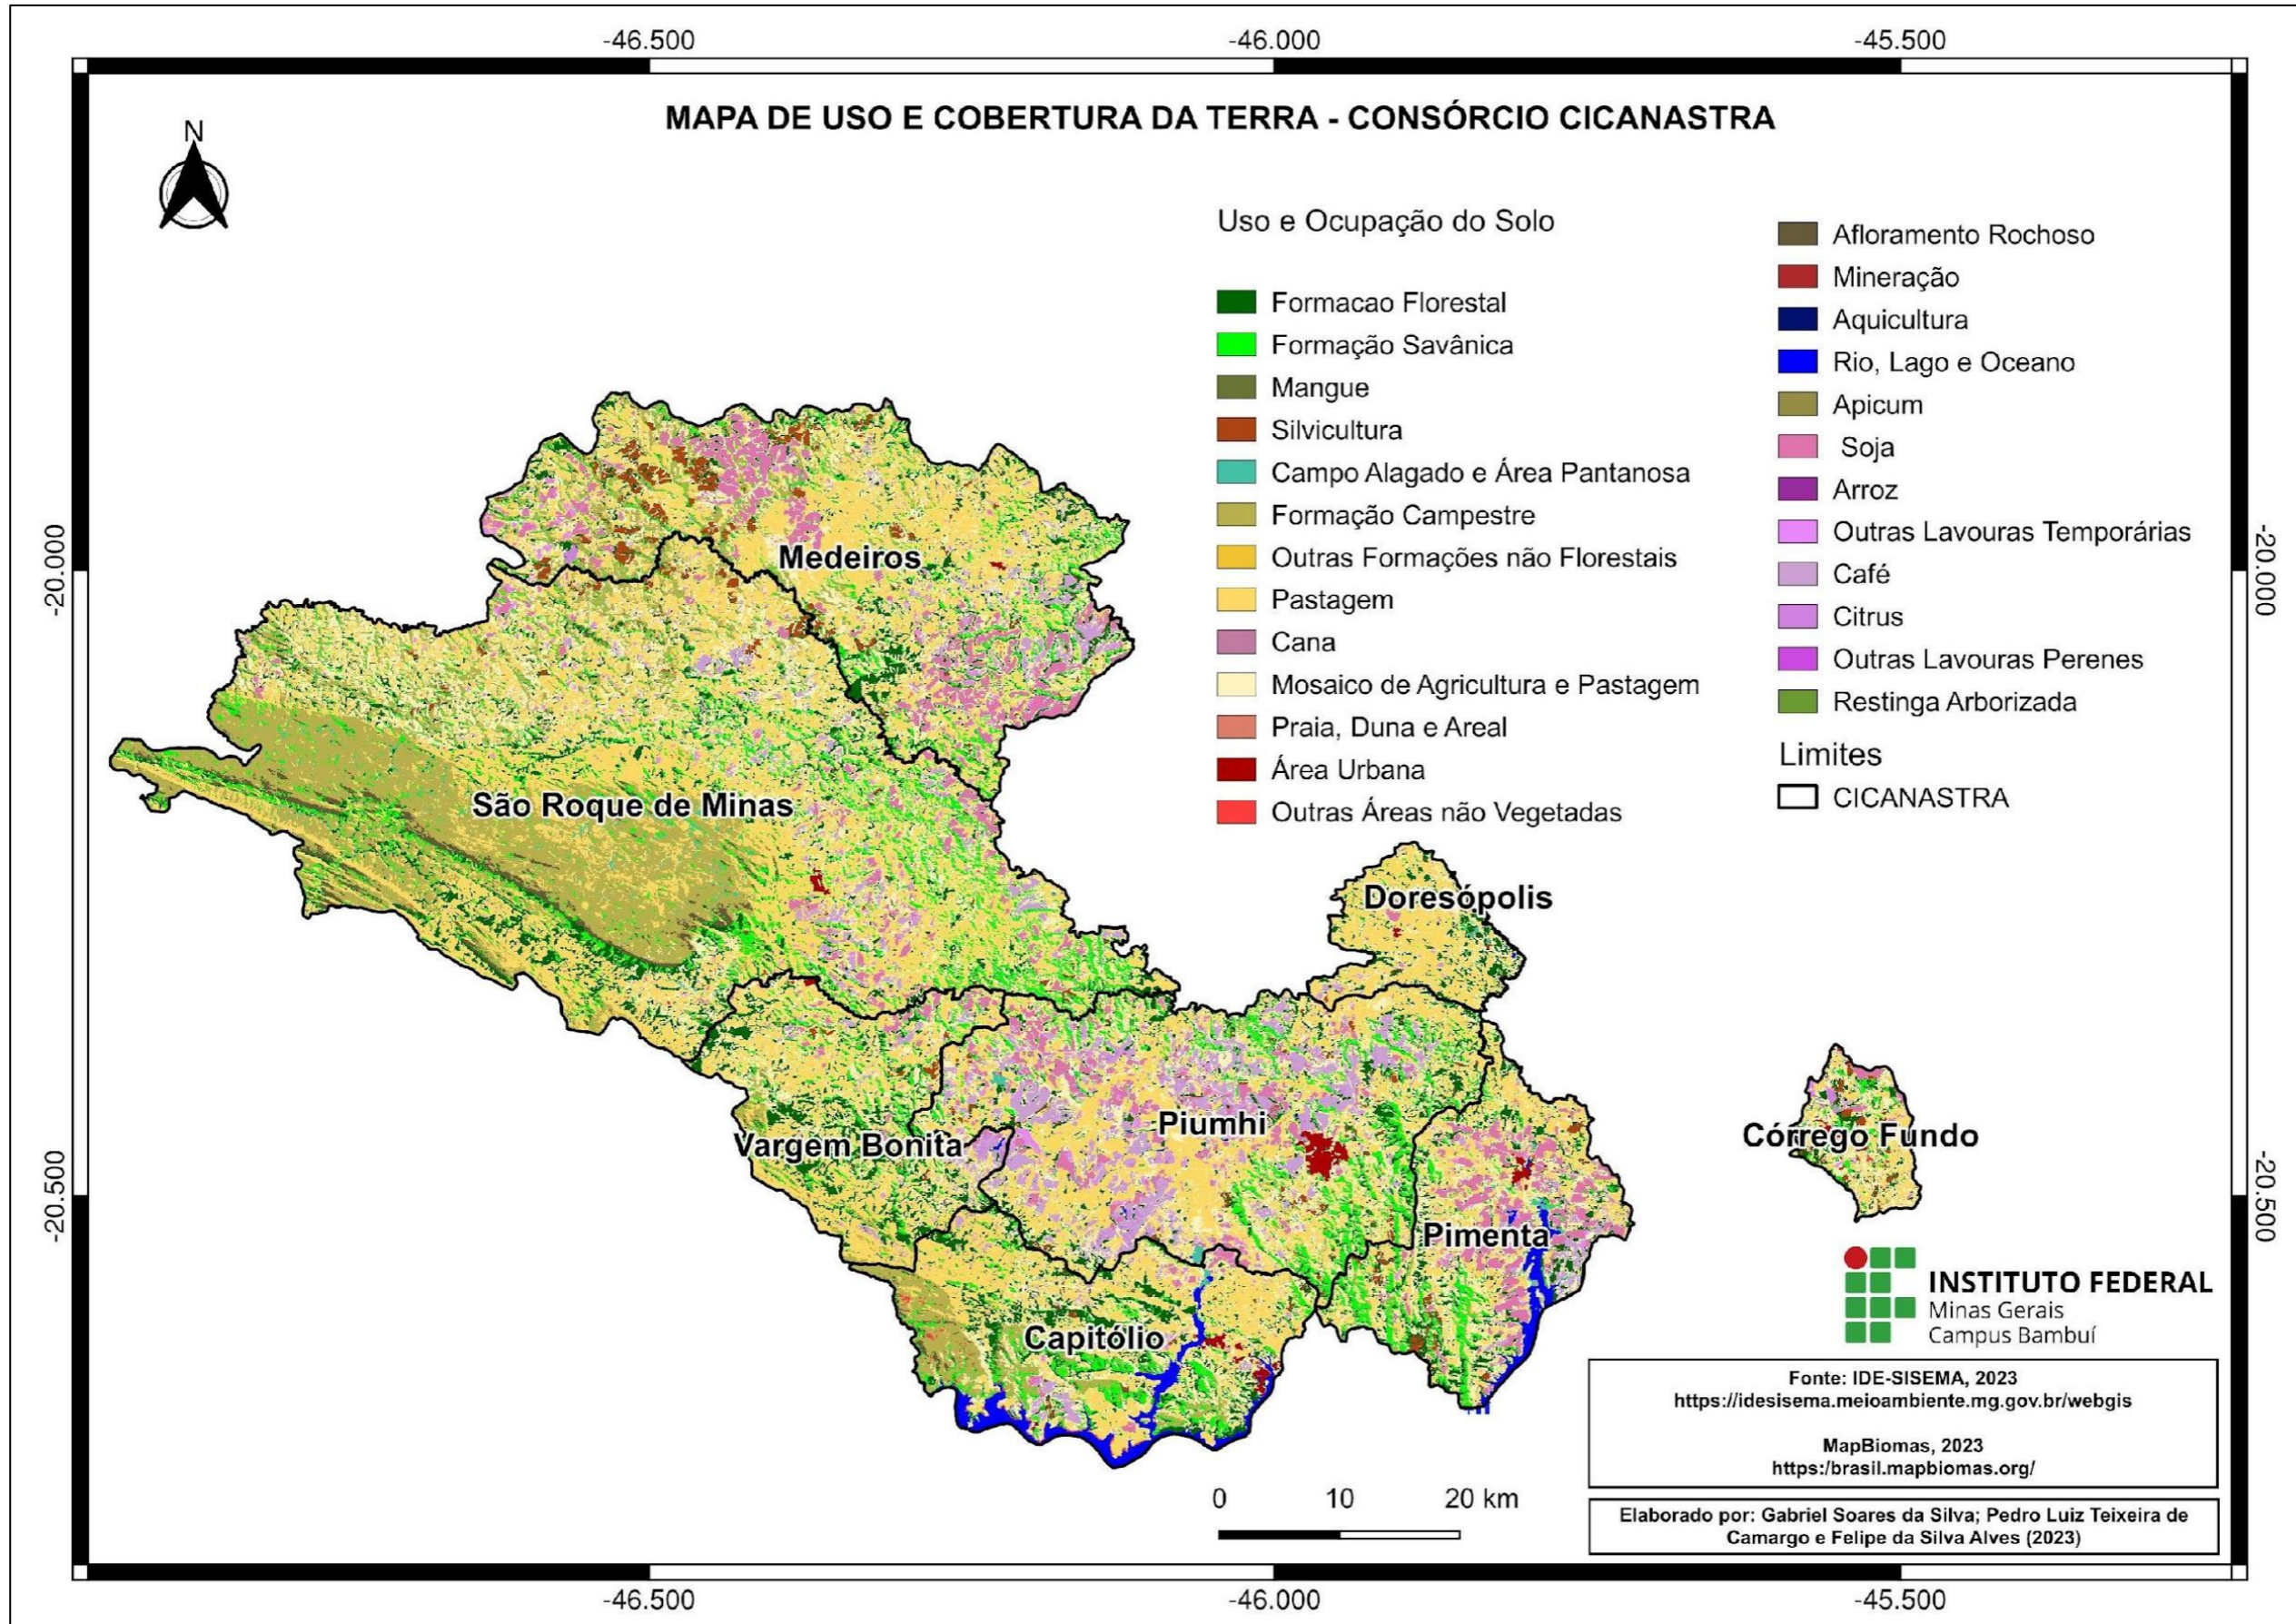 -46.500
-46.000
-45.500
MAPA DE USO E COBERTURA DA TERRA - CONSÓRCIO CICANASTRA
N
Uso e Ocupação do Solo
Formacao Florestal
Formação Savânica
Mangue
Silvicultura
Campo Alagado e Área Pantanosa
Formação Campestre
Outras Formações não Florestais
Pastagem
Cana
Mosaico de Agricultura e Pastagem
Praia, Duna e Areal
Área Urbana
Outras Áreas não Vegetadas
Afloramento Rochoso
Mineração
Aquicultura
Rio, Lago e Oceano
Apicum
Soja
Arroz
Outras Lavouras Temporárias
Café
Citrus
Outras Lavouras Perenes
Restinga Arborizada
Limites
CICANASTRA
-20.000
-20.000
Medeiros
São Roque de Minas
Doresópolis
Piumhi
Córrego Fundo
Vargem Bonita
-20.500
-20.500
Pimenta
Capitólio
INSTITUTO FEDERAL
Minas Gerais
Campus Bambuí
Fonte: IDE-SISEMA, 2023
https://idesisema.meioambiente.mg.gov.br/webgis
MapBiomas, 2023
https:/brasil.mapbiomas.org/
0 10 20 km
Elaborado por: Gabriel Soares da Silva; Pedro Luiz Teixeira de
Camargo e Felipe da Silva Alves (2023)
-46.500
-46.000
-45.500